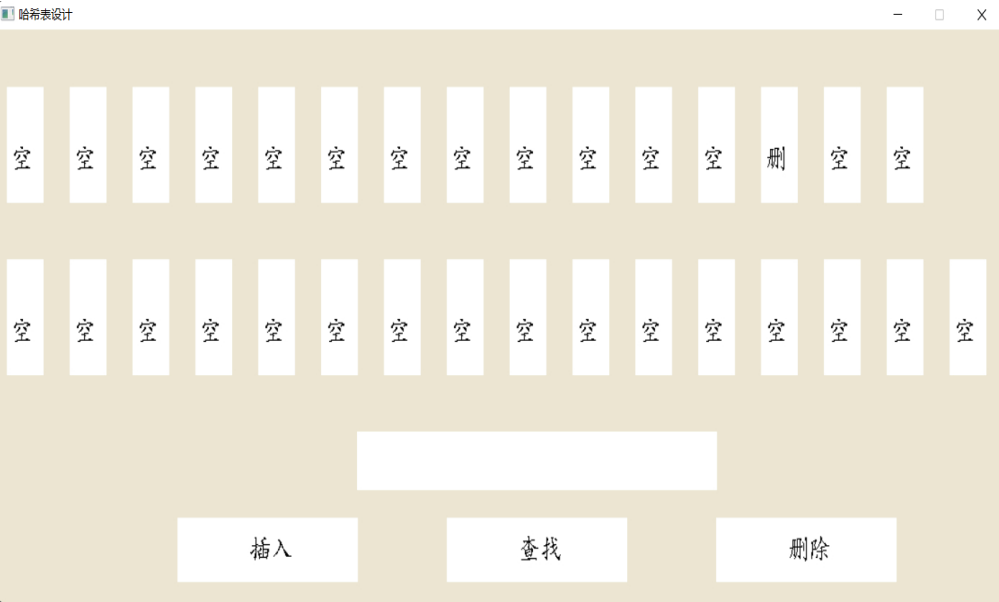 哈希表设计
空 空 空 空 空 空 空 空 空 空 空 空 删 空 空
空 空 空 空 空 空 空 空 空 空 空 空 空 空 空 空
插入 查找 删除